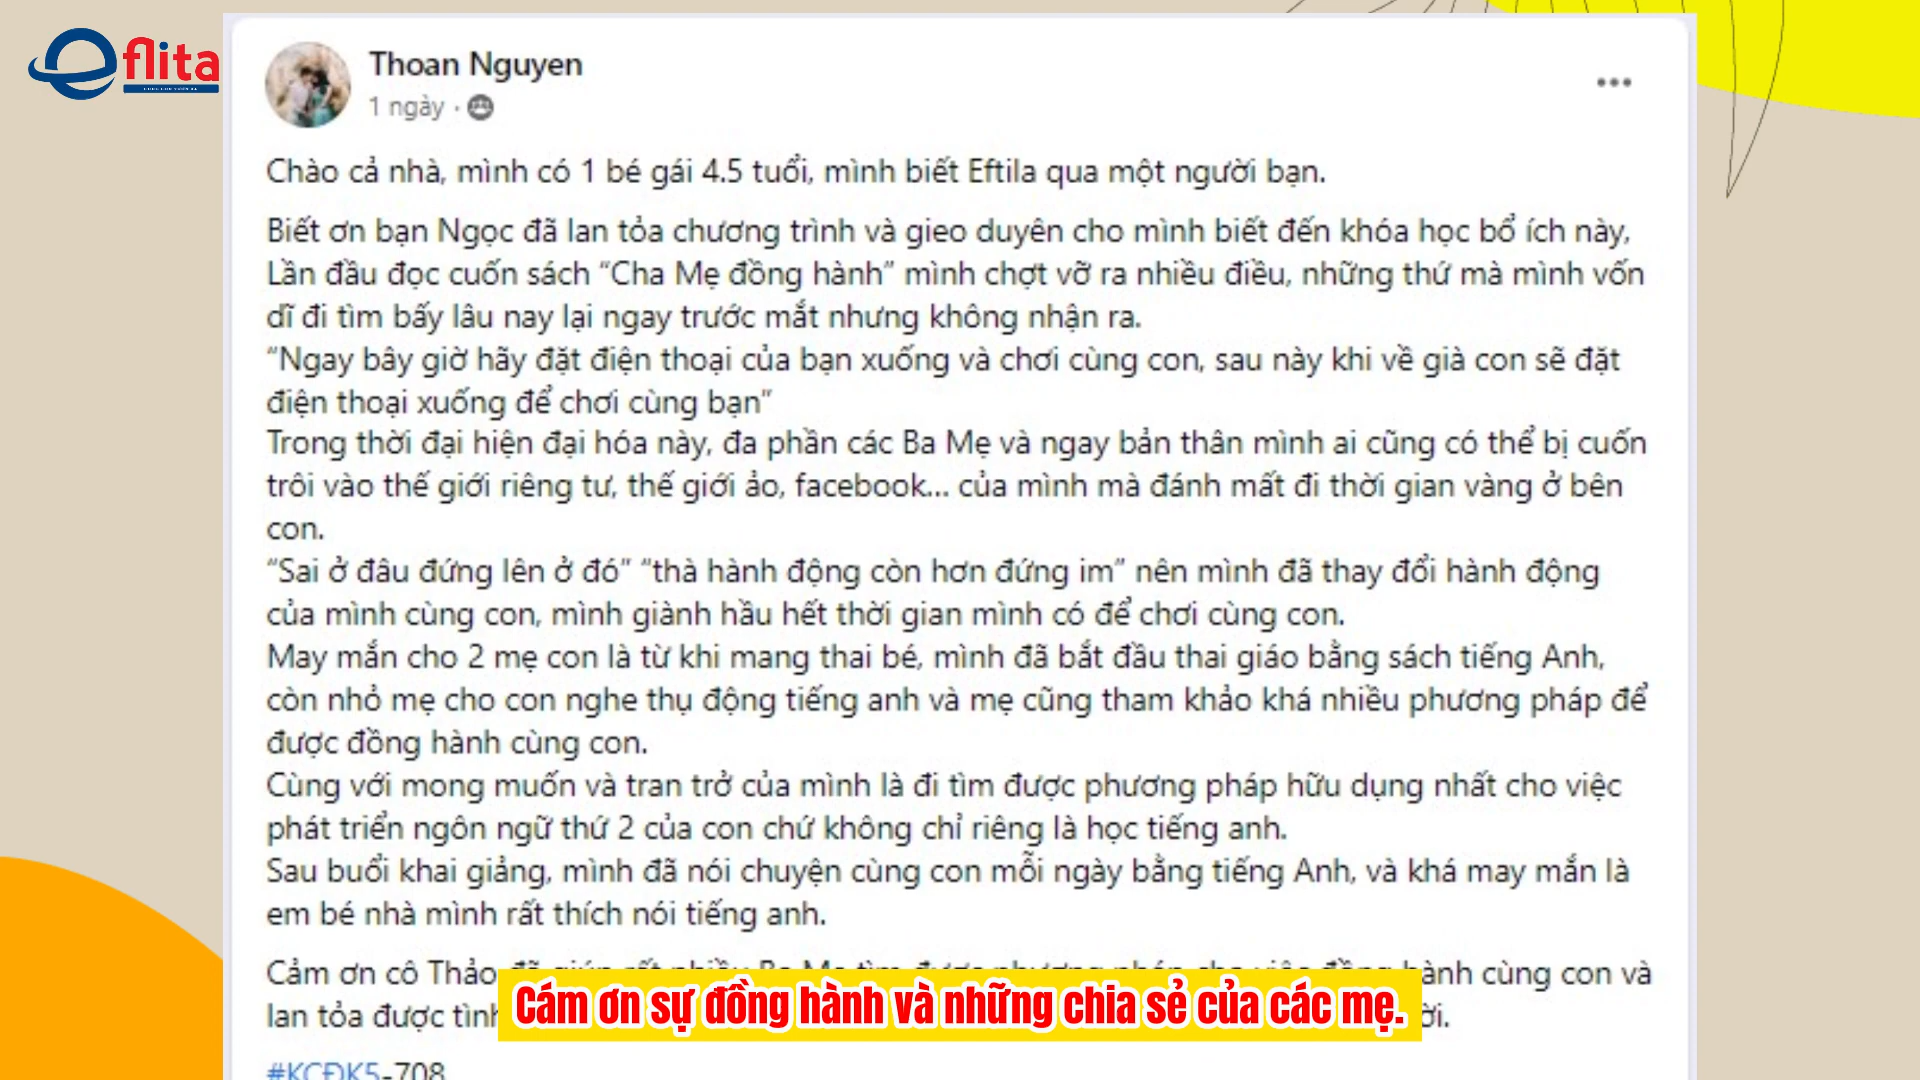 eflita
Thoan Nguyen
1 ngày ·
Chào cả nhà, mình có 1 bé gái 4.5 tuổi, mình biết Eftila qua một người bạn.
Biết ơn bạn Ngọc đã lan tỏa chương trình và gieo duyên cho mình biết đến khóa học bổ ích này,
Lần đầu đọc cuốn sách “Cha Mẹ đồng hành” mình chợt vỡ ra nhiều điều, những thứ mà mình vốn
dĩ đi tìm bấy lâu nay lại ngay trước mắt nhưng không nhận ra.
“Ngay bây giờ hãy đặt điện thoại của bạn xuống và chơi cùng con, sau này khi về già con sẽ đặt
điện thoại xuống để chơi cùng bạn”
Trong thời đại hiện đại hóa này, đa phần các Ba Mẹ và ngay bản thân mình ai cũng có thể bị cuốn
trôi vào thế giới riêng tư, thế giới ảo, facebook... của mình mà đánh mất đi thời gian vàng ở bên
con.
“Sai ở đâu đứng lên ở đó” “thà hành động còn hơn đứng im” nên mình đã thay đổi hành động
của mình cùng con, mình giành hầu hết thời gian mình có để chơi cùng con.
May mắn cho 2 mẹ con là từ khi mang thai bé, mình đã bắt đầu thai giáo bằng sách tiếng Anh,
còn nhỏ mẹ cho con nghe thụ động tiếng anh và mẹ cũng tham khảo khá nhiều phương pháp để
được đồng hành cùng con.
Cùng với mong muốn và tran trở của mình là đi tìm được phương pháp hữu dụng nhất cho việc
phát triển ngôn ngữ thứ 2 của con chứ không chỉ riêng là học tiếng anh.
Sau buổi khai giảng, mình đã nói chuyện cùng con mỗi ngày bằng tiếng Anh, và khá may mắn là
em bé nhà mình rất thích nói tiếng anh.
Cảm ơn cô Thảo đã giúp rất nhiều Ba Mẹ tìm được phương pháp cho việc đồng hành cùng con và
lan tỏa được
Cám ơn sự đồng hành và những chia sẻ của các mẹ.
#KCĐK5-708